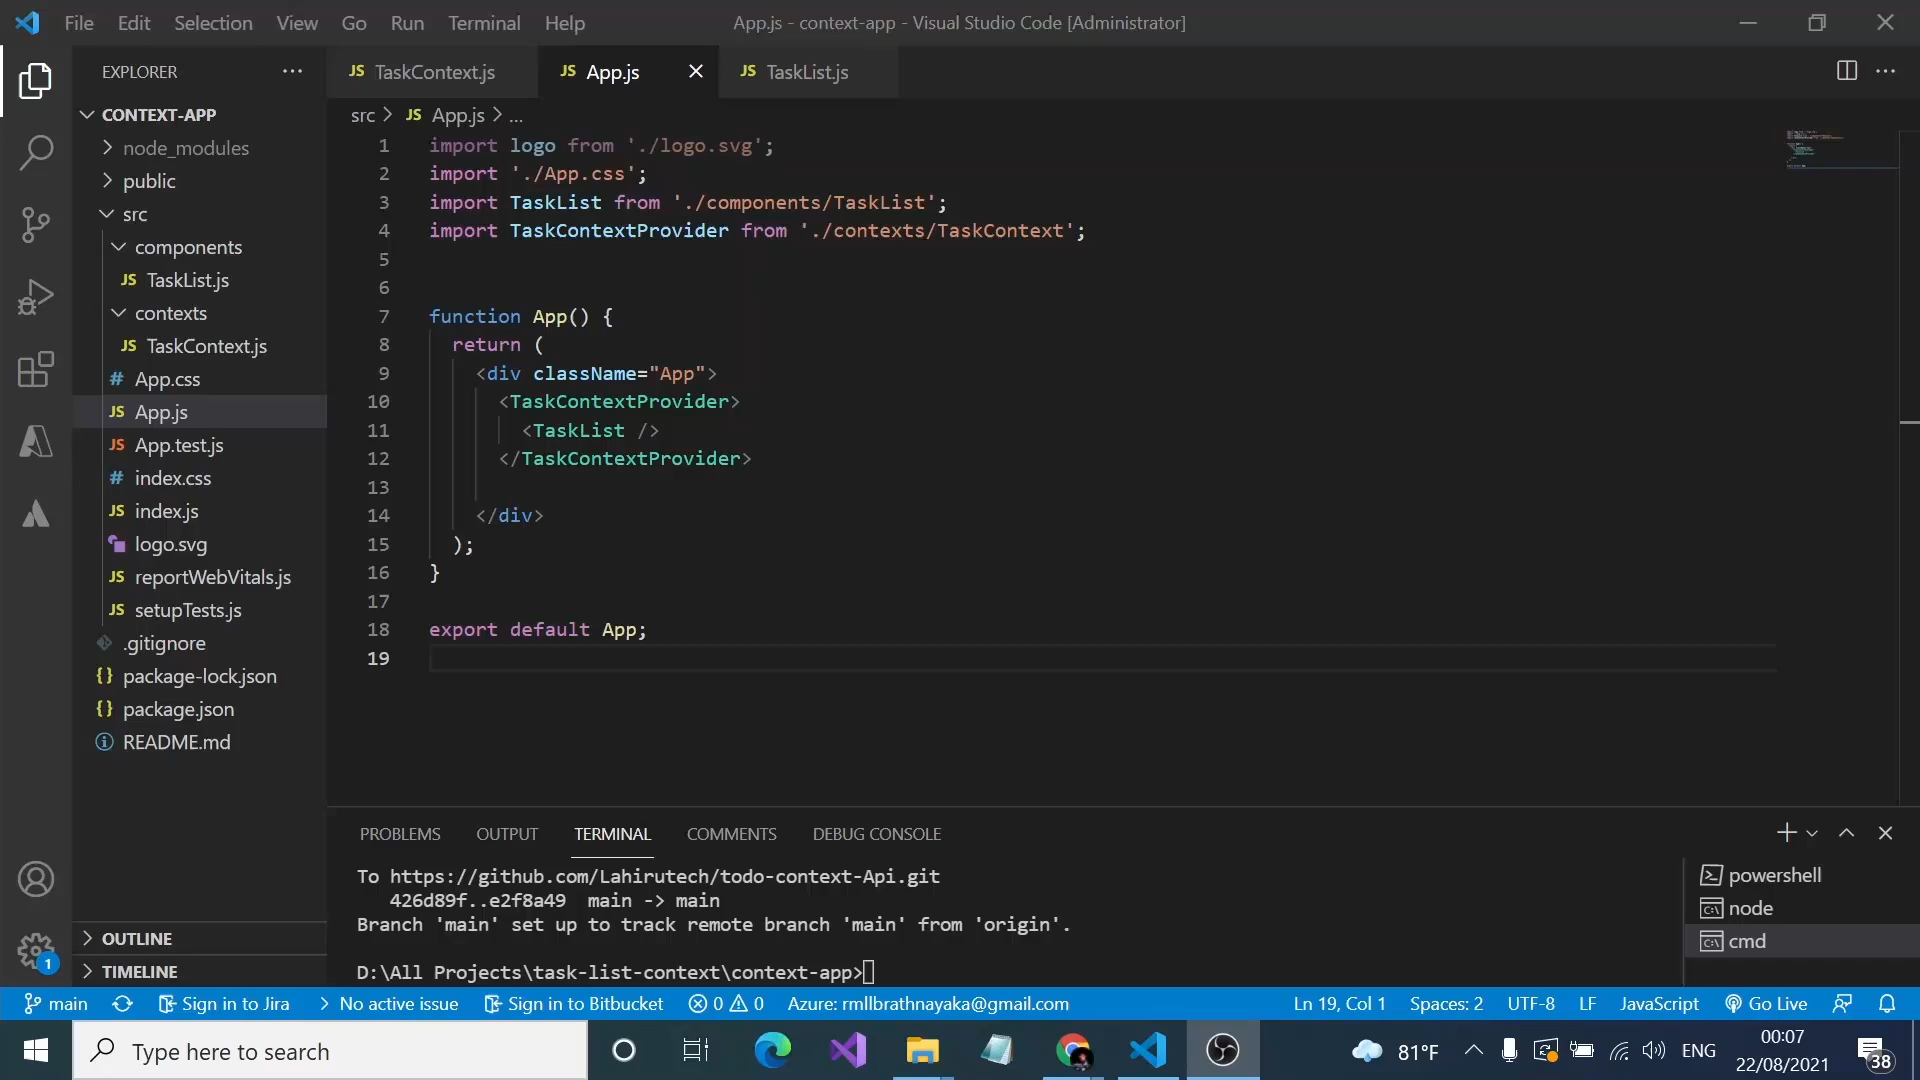 File Edit Selection View Go Run Terminal Help
App.js - context-app - Visual Studio Code [Administrator]
EXPLORER
JS TaskContext.js
JS App.js
JS TaskList.js
CONTEXT-APP
node_modules
public
src
components
JS TaskList.js
contexts
JS TaskContext.js
# App.css
JS App.js
JS App.test.js
# index.css
JS index.js
logo.svg
JS reportWebVitals.js
JS setupTests.js
.gitignore
{} package-lock.json
{} package.json
README.md
OUTLINE
TIMELINE
src > JS App.js > ...
1 import logo from './logo.svg';
2 import './App.css';
3 import TaskList from './components/TaskList';
4 import TaskContextProvider from './contexts/TaskContext';
5
6
7 function App() {
8 return (
9 <div className="App">
10 <TaskContextProvider>
11 <TaskList />
12 </TaskContextProvider>
13
14 </div>
15 );
16 }
17
18 export default App;
19
PROBLEMS OUTPUT TERMINAL COMMENTS DEBUG CONSOLE
To https://github.com/Lahirutech/todo-context-Api.git
426d89f..e2f8a49 main -> main
Branch 'main' set up to track remote branch 'main' from 'origin'.
D:\All Projects\task-list-context\context-app>
powershell
node
cmd
1
main Sign in to Jira > No active issue Sign in to Bitbucket 0 0 Azure: rmllbrathnayaka@gmail.com Ln 19, Col 1 Spaces: 2 UTF-8 LF JavaScript Go Live
Type here to search
81°F
ENG
00:07
22/08/2021
38